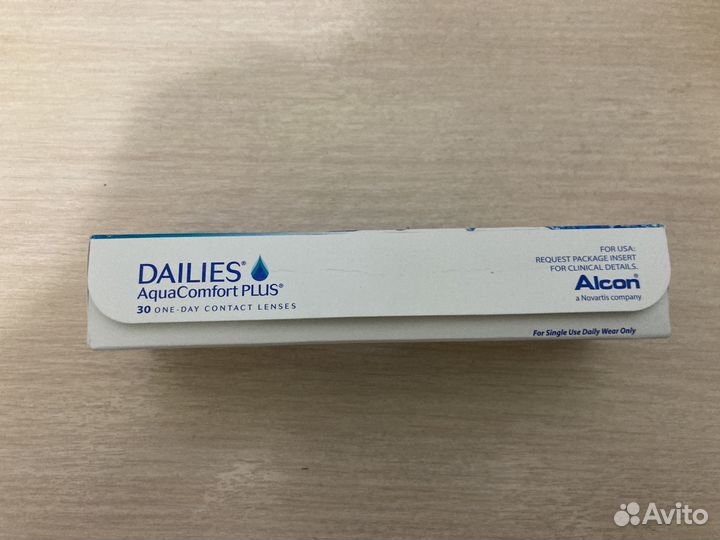 DAILIES®
AquaComfort PLUS®
30 ONE-DAY CONTACT LENSES
FOR USA:
REQUEST PACKAGE INSERT
FOR CLINICAL DETAILS.
Alcon®
a Novartis company
For Single Use Daily Wear Only
Avito